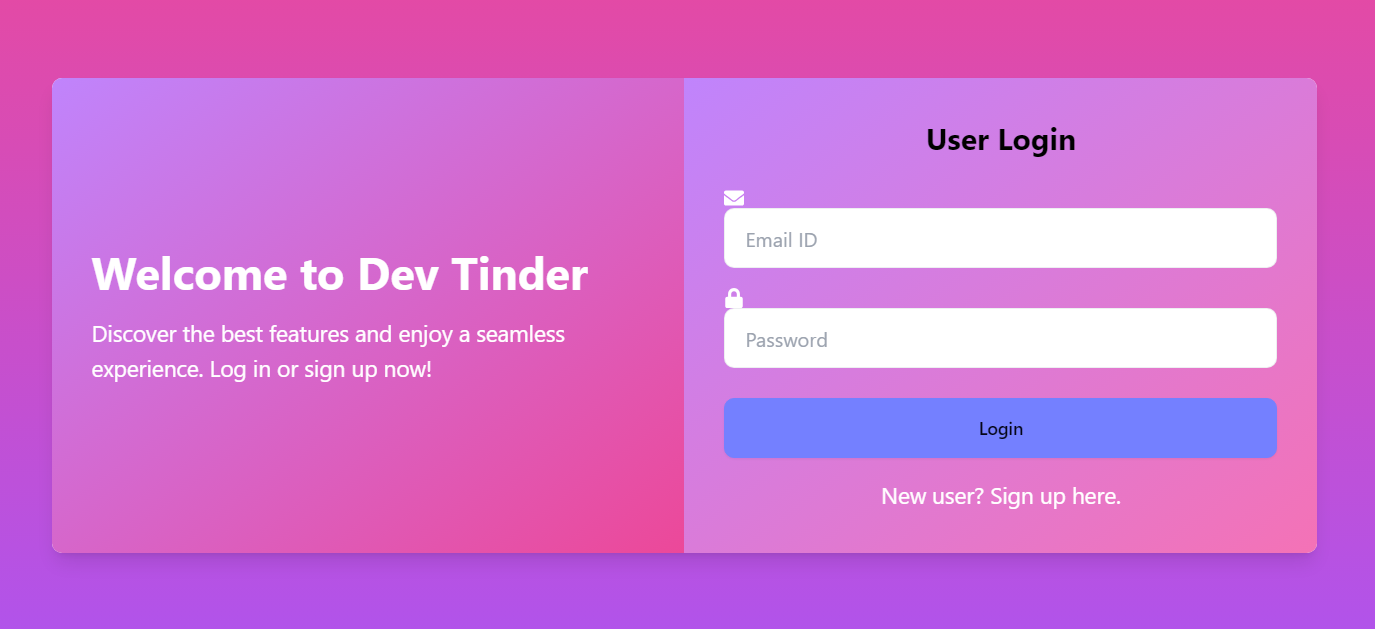 Welcome to Dev Tinder
Discover the best features and enjoy a seamless
experience. Log in or sign up now!
User Login
Email ID
Password
Login
New user? Sign up here.